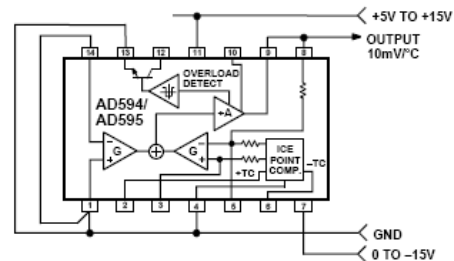 +5V TO +15V
OUTPUT
10mV/°C
14
13
12
11
10
9
8
OVERLOAD
DETECT
AD594/
AD595
+A
–
G
+
–
G
+
ICE
POINT
COMP.
+TC
–TC
1
2
3
4
5
6
7
GND
0 TO –15V